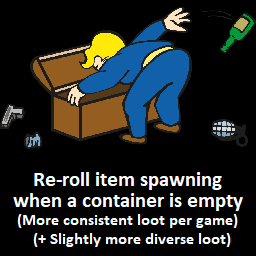 Re-roll item spawning
when a container is empty
(More consistent loot per game)
(+ Slightly more diverse loot)